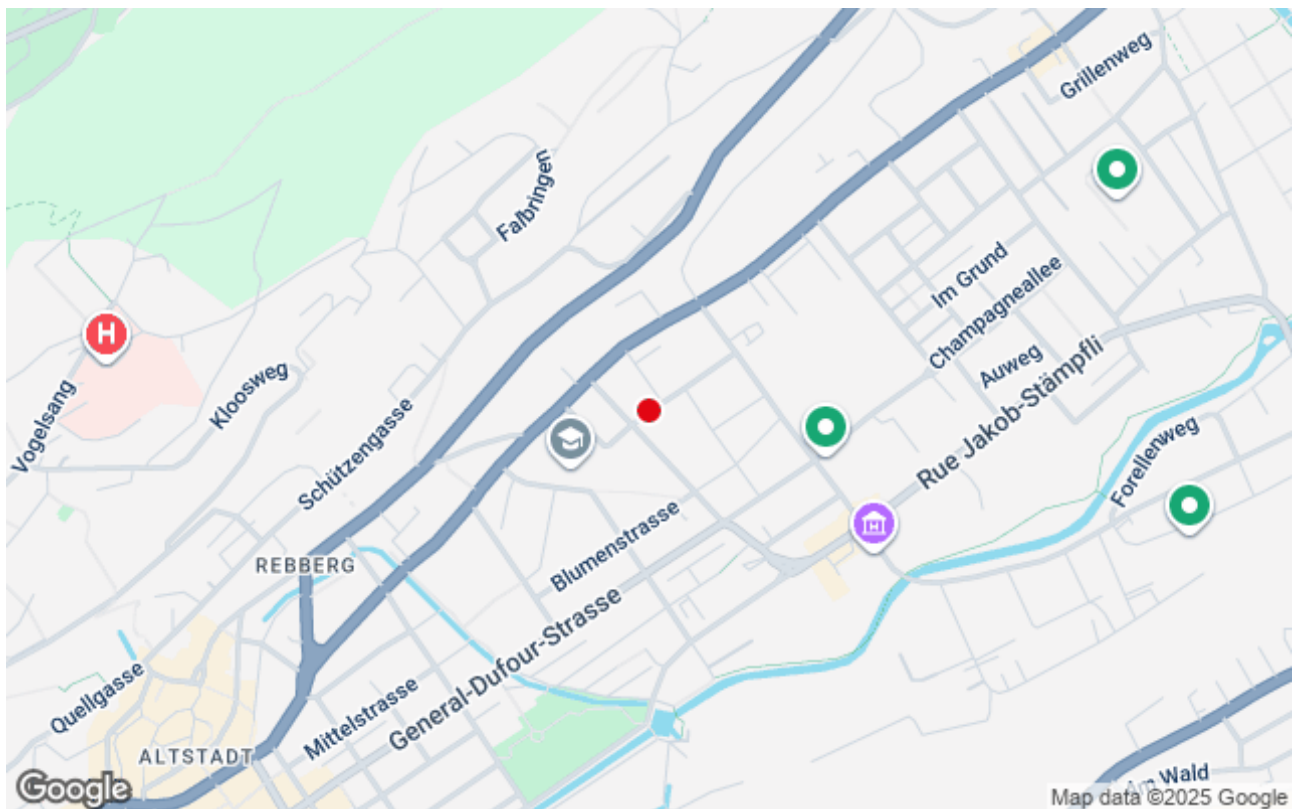 Grillenweg
Falbringen
Im Grund
Champagneallee
H
Auweg
Kloosweg
Rue Jakob-Stämpfli
Vogelsang
Schützengasse
Forellenweg
Blumenstrasse
REBBERG
General-Dufour-Strasse
Quellgasse
Mittelstrasse
ALTSTADT
Am Wald
Google
Map data ©2025 Google